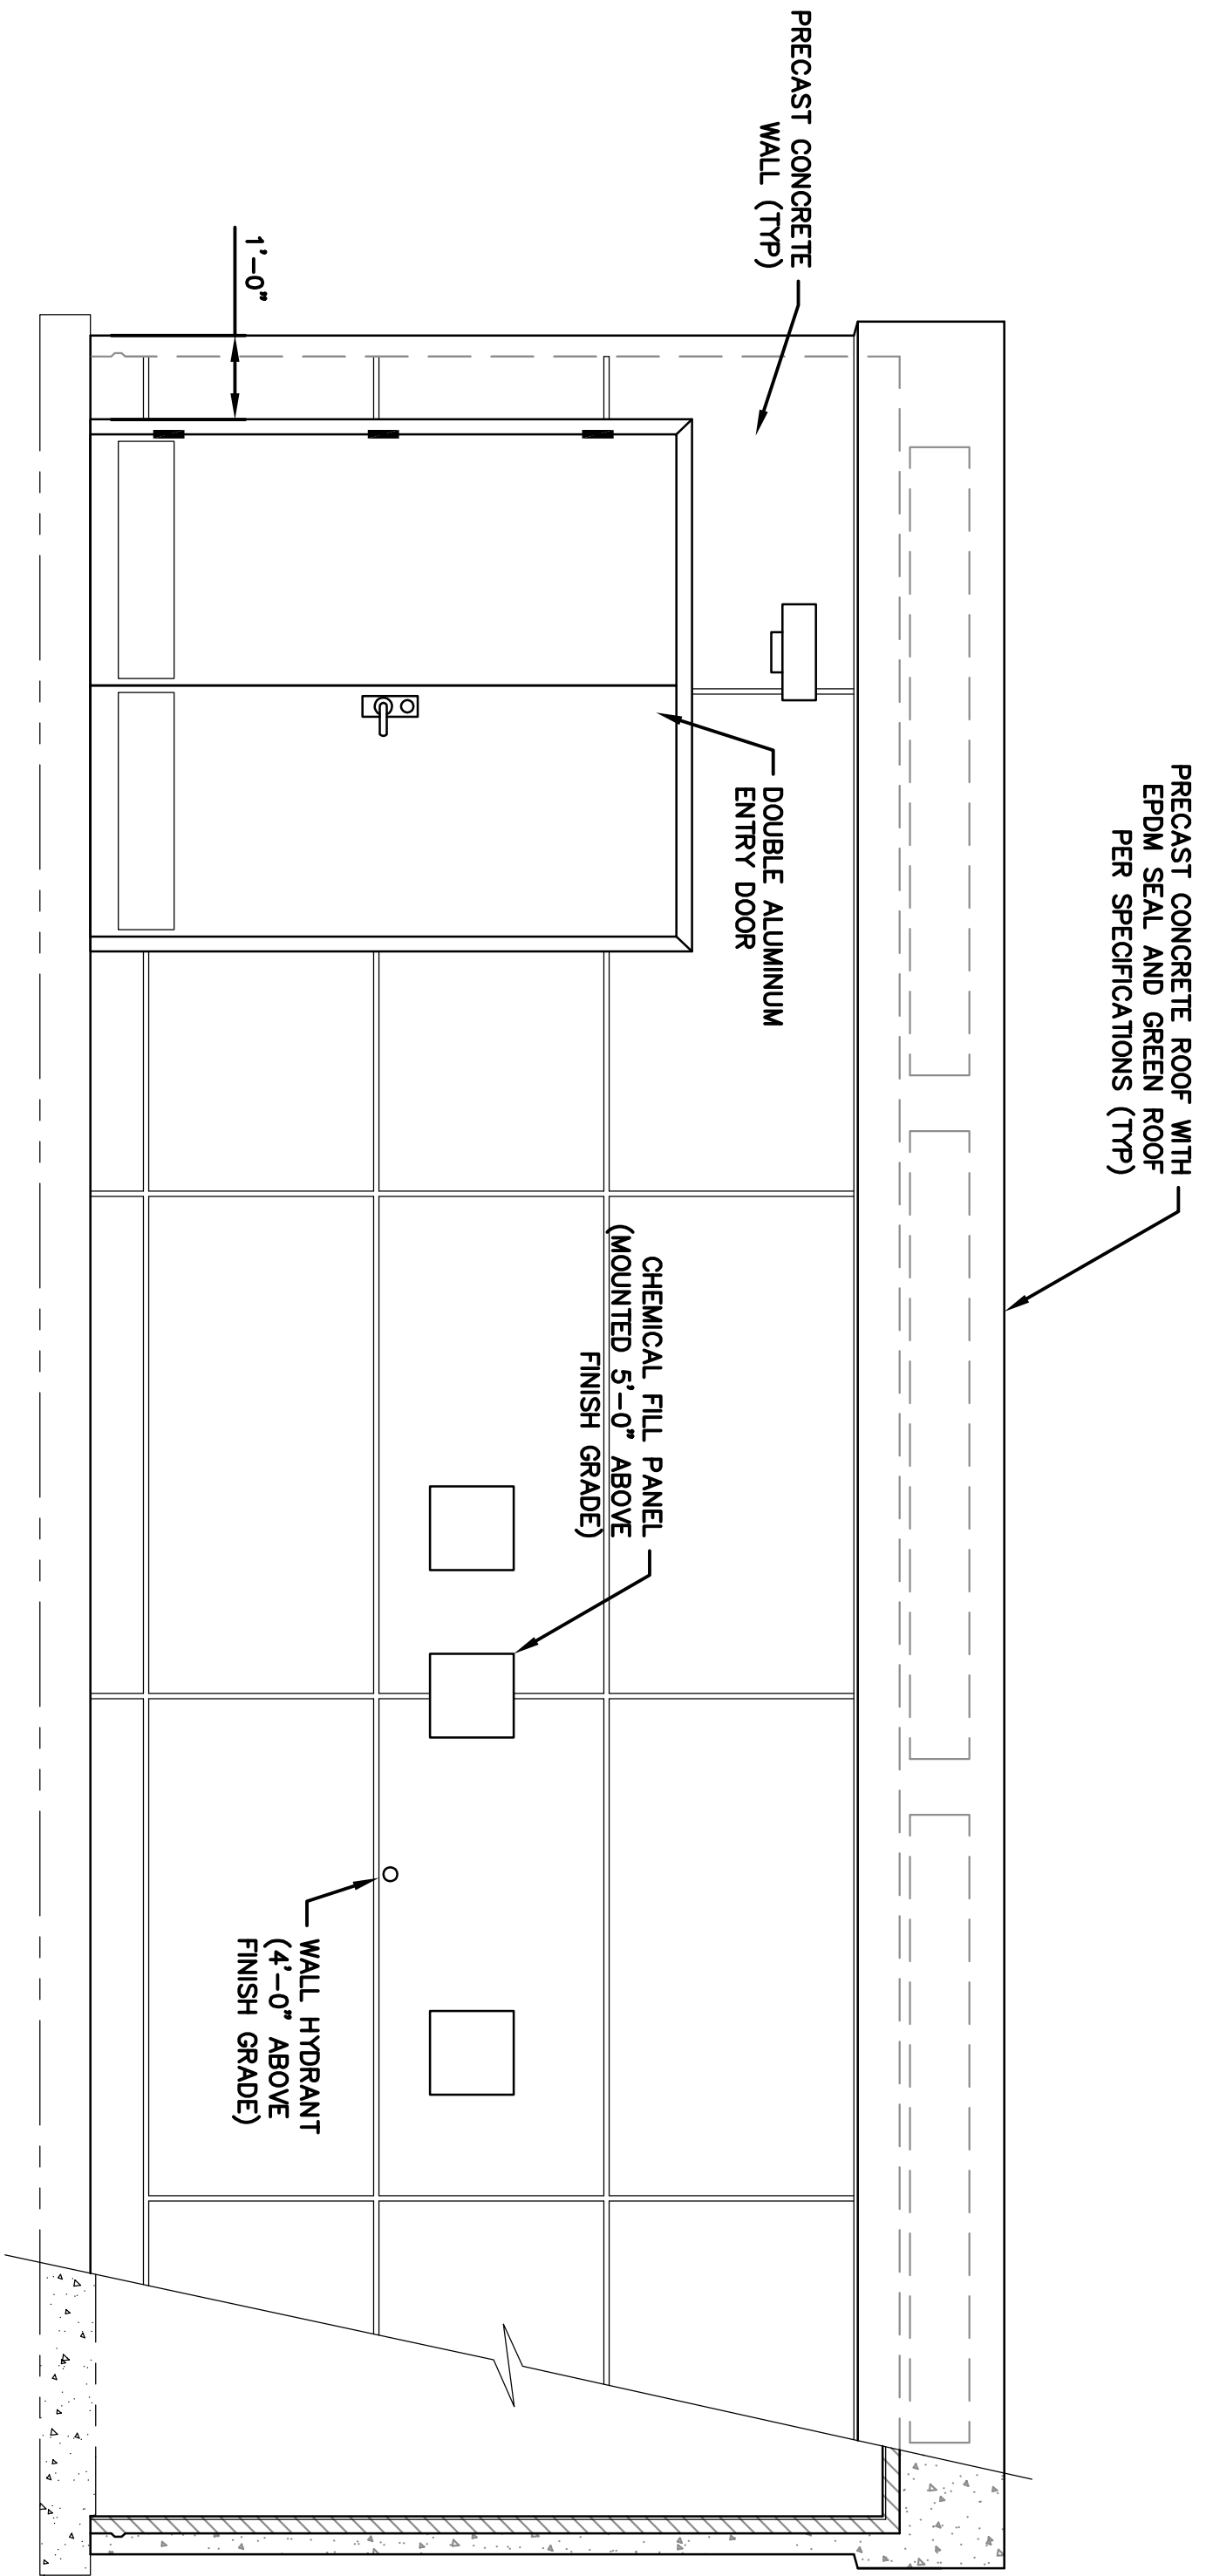 PRECAST CONCRETE ROOF WITH
EPDM SEAL AND GREEN ROOF
PER SPECIFICATIONS (TYP)
PRECAST CONCRETE
WALL (TYP)
DOUBLE ALUMINUM
ENTRY DOOR
CHEMICAL FILL PANEL
(MOUNTED 5'-0" ABOVE
FINISH GRADE)
WALL HYDRANT
(4'-0" ABOVE
FINISH GRADE)
1'-0"